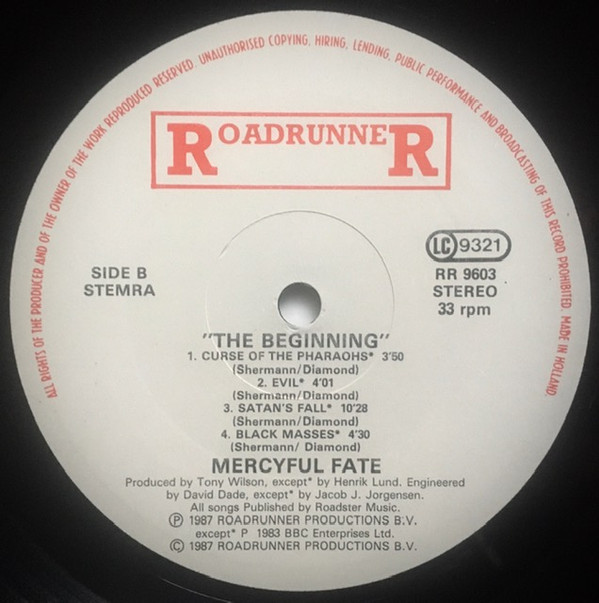 ALL RIGHTS OF THE PRODUCER AND OF THE OWNER OF THE WORK REPRODUCED RESERVED. UNAUTHORISED COPYING, HIRING, LENDING, PUBLIC PERFORMANCE AND BROADCASTING OF THIS RECORD PROHIBITED. MADE IN HOLLAND.
ROADRUNNER
LC 9321
SIDE B
STEMRA
RR 9603
STEREO
33 rpm
"THE BEGINNING"
1. CURSE OF THE PHARAOHS* 3'50
(Shermann/Diamond)
2. EVIL* 4'01
(Shermann/Diamond)
3. SATAN'S FALL* 10'28
(Shermann/Diamond)
4. BLACK MASSES* 4'30
(Shermann/ Diamond)
MERCYFUL FATE
Produced by Tony Wilson, except* by Henrik Lund. Engineered
by David Dade, except* by Jacob J. Jorgensen.
All songs Published by Roadster Music.
℗ 1987 ROADRUNNER PRODUCTIONS B.V.
except* P 1983 BBC Enterprises Ltd.
© 1987 ROADRUNNER PRODUCTIONS B.V.